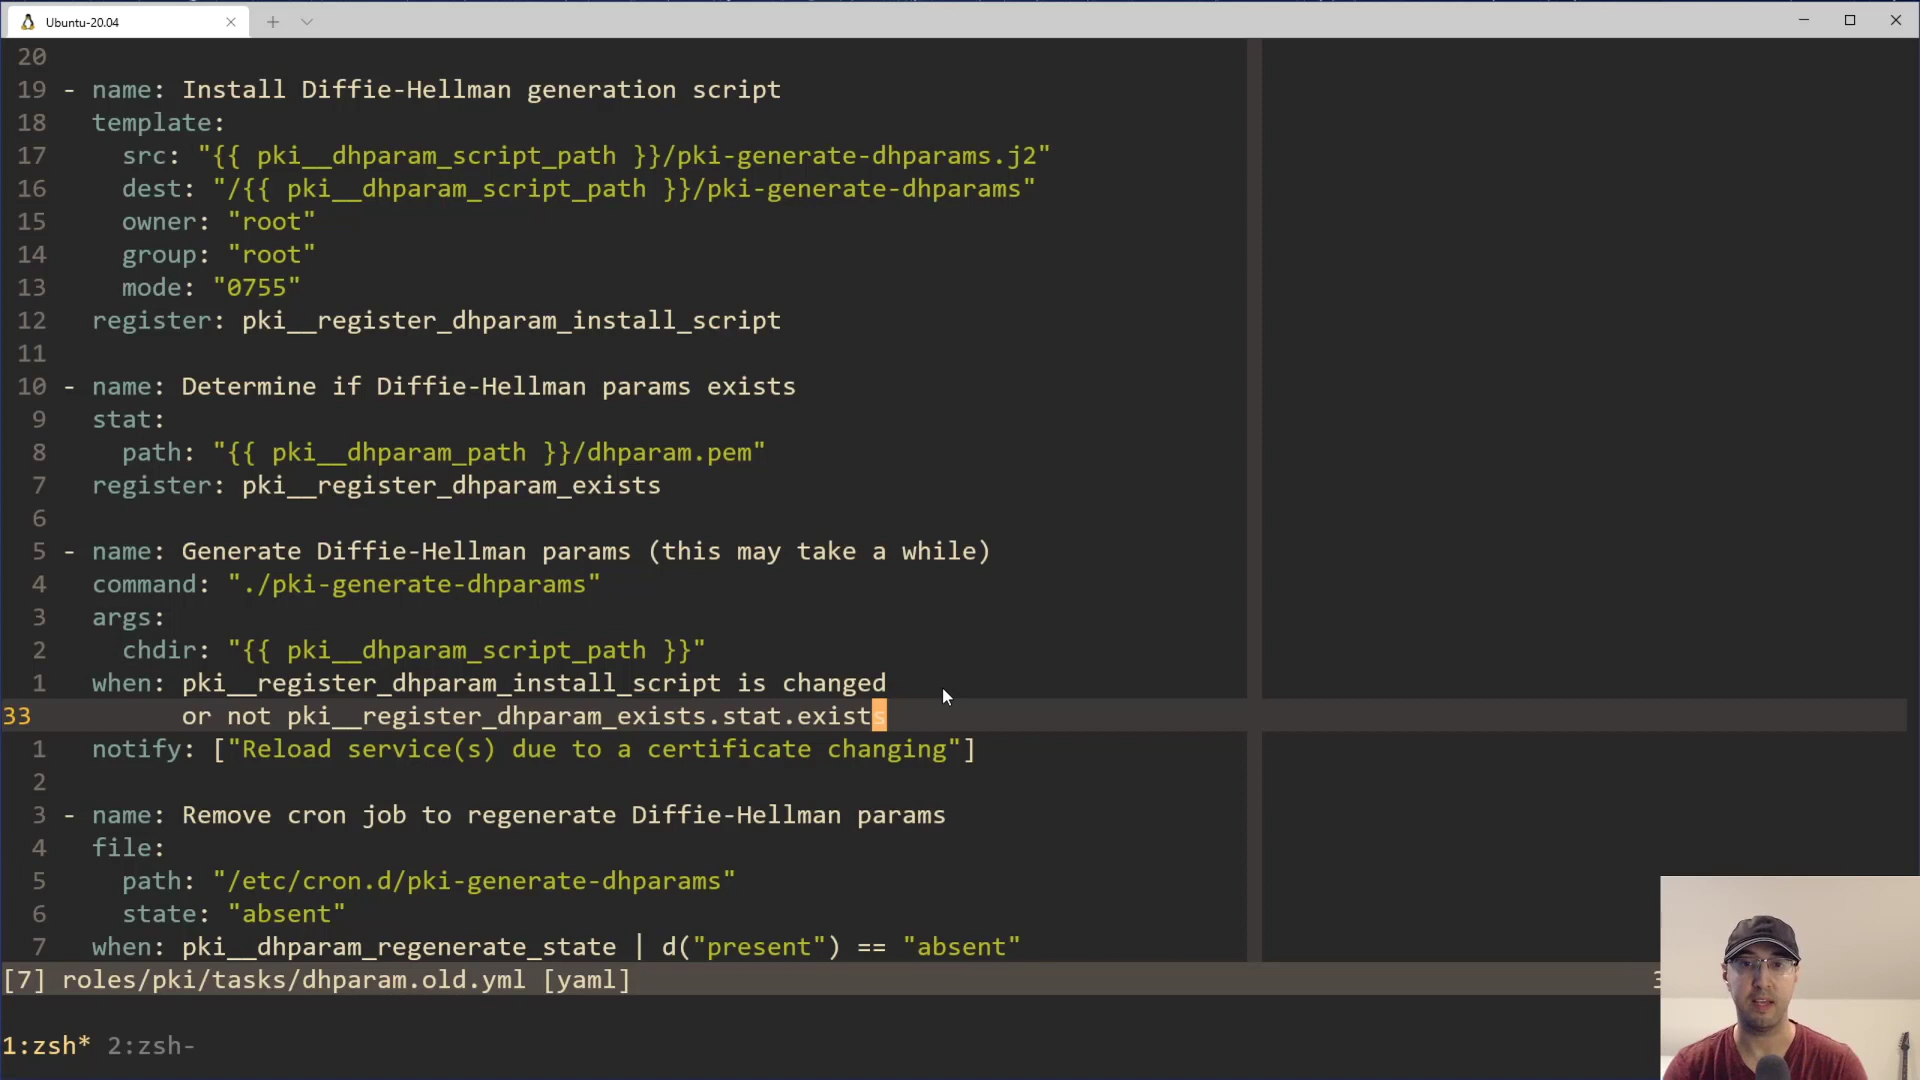 Ubuntu-20.04
20
19 - name: Install Diffie-Hellman generation script
18   template:
17     src: "{{ pki__dhparam_script_path }}/pki-generate-dhparams.j2"
16     dest: "/{{ pki__dhparam_script_path }}/pki-generate-dhparams"
15     owner: "root"
14     group: "root"
13     mode: "0755"
12   register: pki__register_dhparam_install_script
11
10 - name: Determine if Diffie-Hellman params exists
9   stat:
8     path: "{{ pki__dhparam_path }}/dhparam.pem"
7   register: pki__register_dhparam_exists
6
5 - name: Generate Diffie-Hellman params (this may take a while)
4   command: "./pki-generate-dhparams"
3   args:
2     chdir: "{{ pki__dhparam_script_path }}"
1   when: pki__register_dhparam_install_script is changed
33         or not pki__register_dhparam_exists.stat.exists
1   notify: ["Reload service(s) due to a certificate changing"]
2
3 - name: Remove cron job to regenerate Diffie-Hellman params
4   file:
5     path: "/etc/cron.d/pki-generate-dhparams"
6     state: "absent"
7   when: pki__dhparam_regenerate_state | d("present") == "absent"
[7] roles/pki/tasks/dhparam.old.yml [yaml]
1:zsh* 2:zsh-